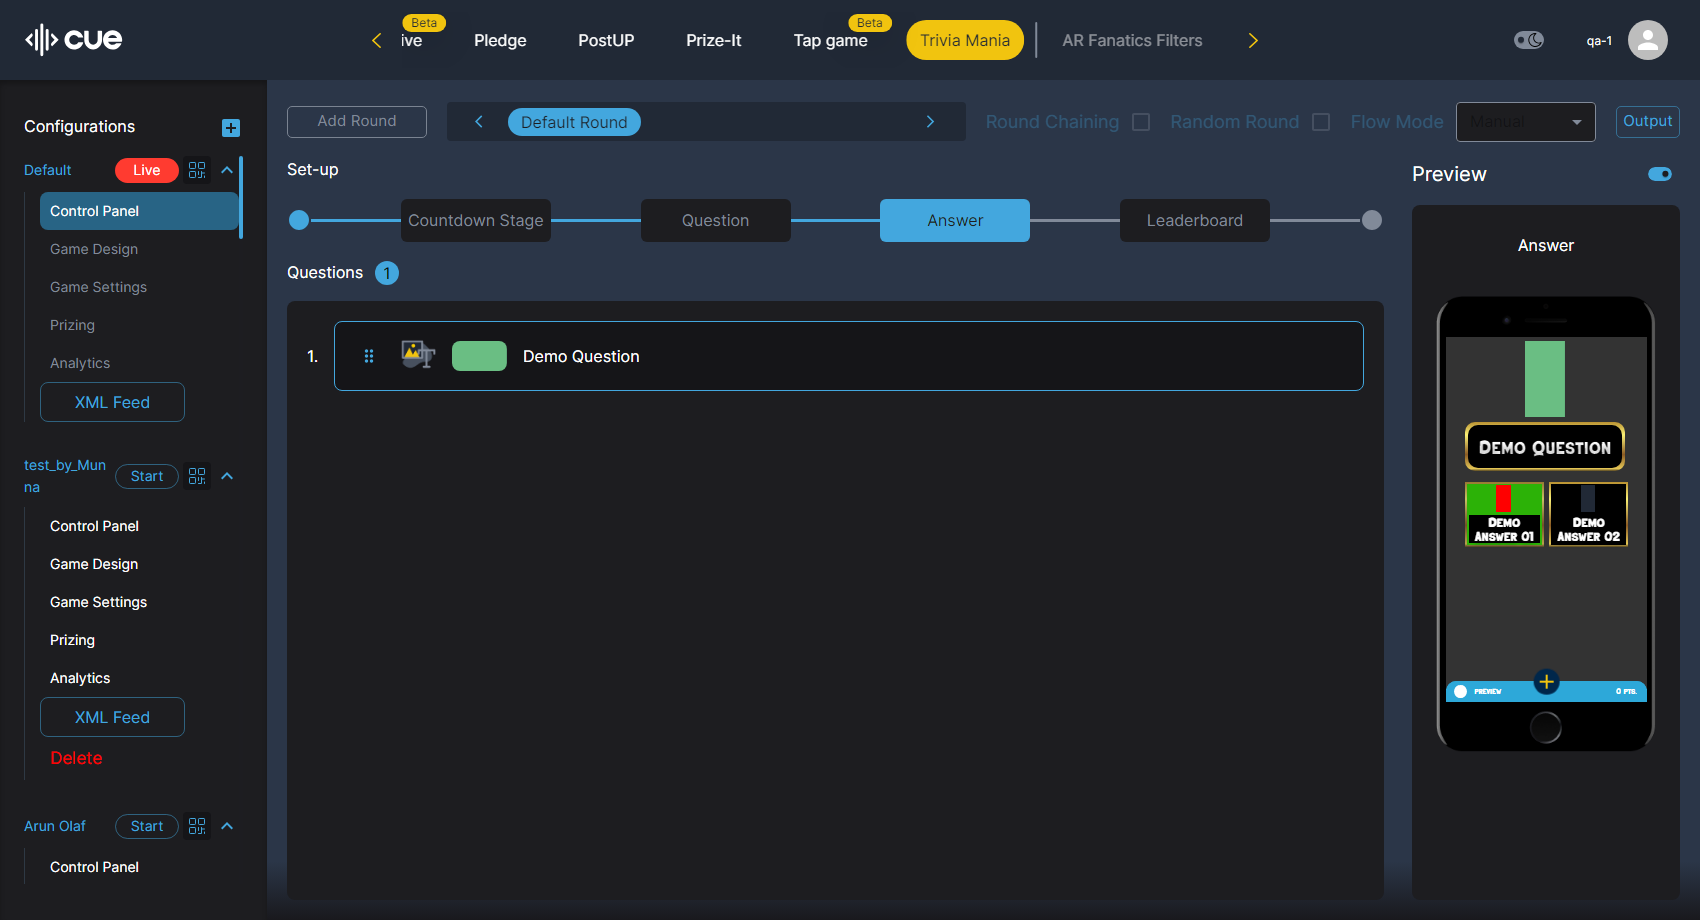 cue
Beta
ive
Pledge
PostUP
Prize-It
Beta
Tap game
Trivia Mania
AR Fanatics Filters
qa-1
Configurations
Default
Live
Control Panel
Game Design
Game Settings
Prizing
Analytics
XML Feed
test_by_Mun
na
Start
Control Panel
Game Design
Game Settings
Prizing
Analytics
XML Feed
Delete
Arun Olaf
Start
Control Panel
Add Round
Default Round
Round Chaining
Random Round
Flow Mode
Manual
Output
Set-up
Countdown Stage
Question
Answer
Leaderboard
Questions
1
1.
Demo Question
Preview
Answer
Demo Question
Demo
Answer 01
Demo
Answer 02
PREVIEW
0 PTS.